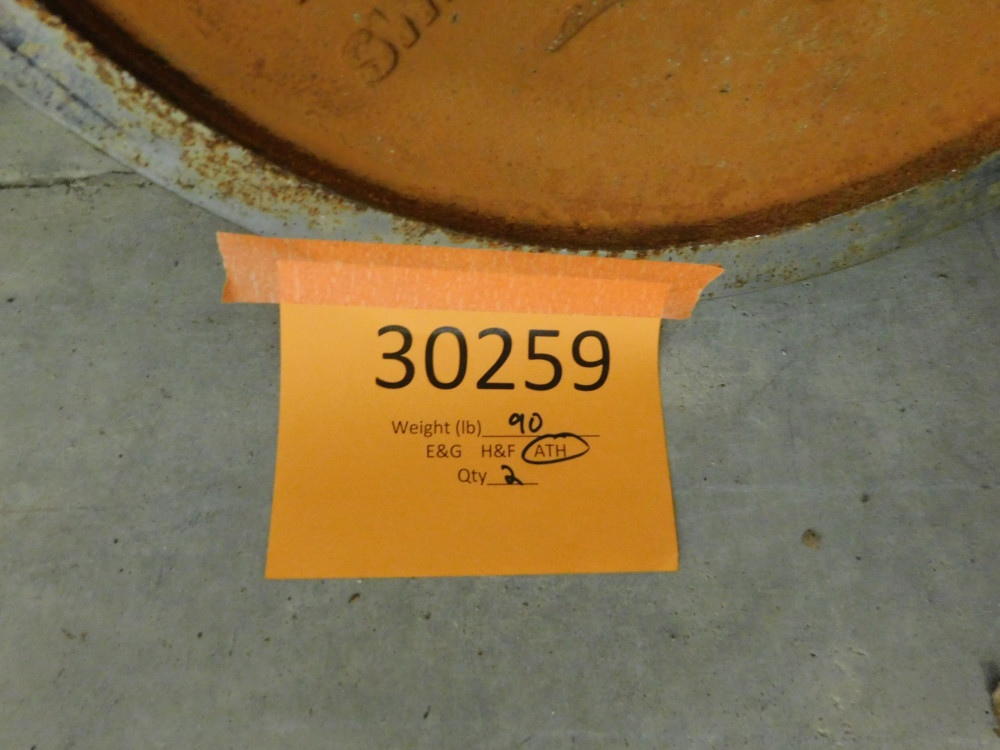 30259
Weight (lb) 90
E&G H&F ATH
Qty 2